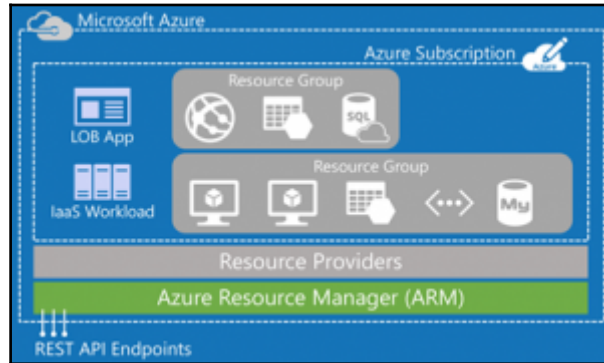 Microsoft Azure
Azure Subscription
Azure
Resource Group
LOB App
SQL
Resource Group
IaaS Workload
My
Resource Providers
Azure Resource Manager (ARM)
REST API Endpoints